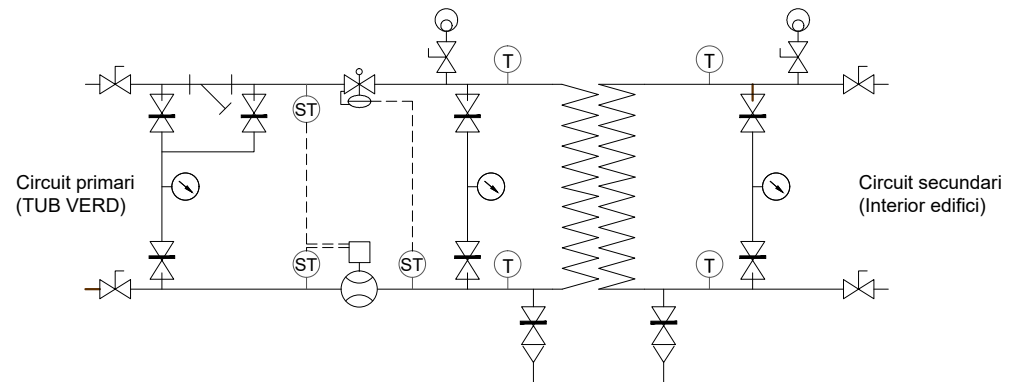 T
T
ST
Circuit primari
(TUB VERD)
Circuit secundari
(Interior edifici)
ST
ST
T
T